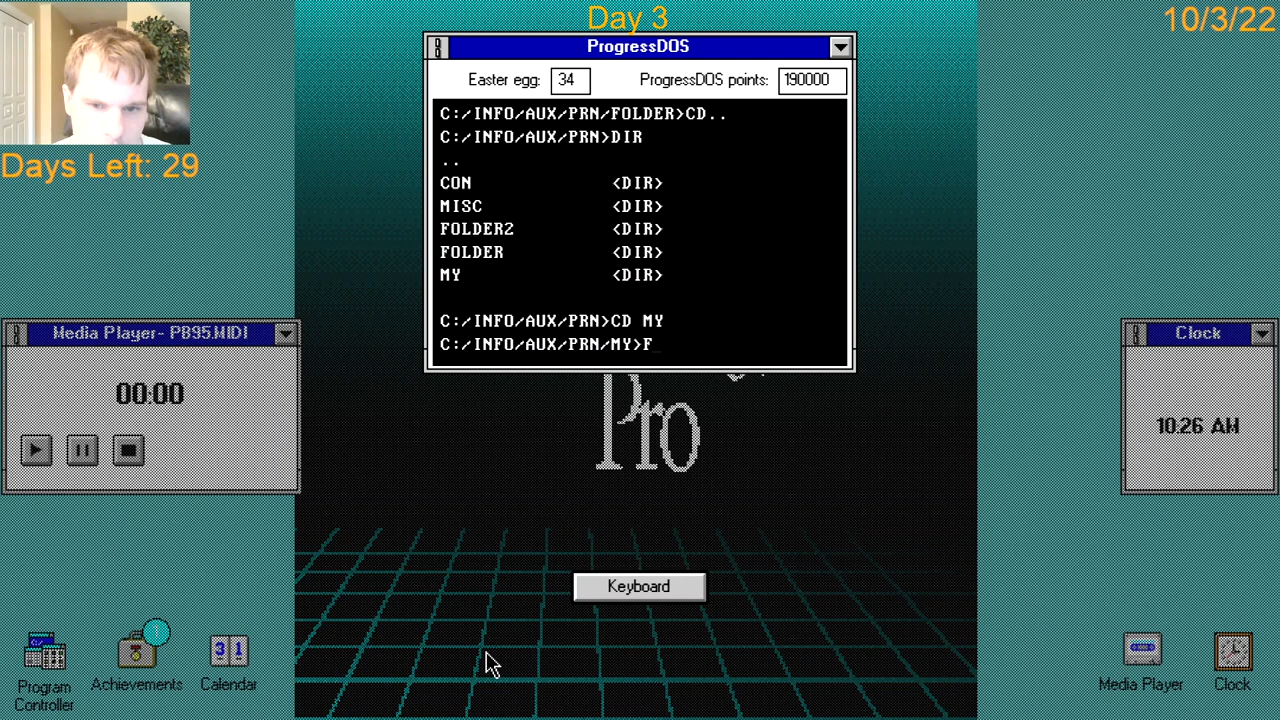 Day 3
10/3/22
Days Left: 29
ProgressDOS
Easter egg: 34 ProgressDOS points: 190000
C:/INFO/AUX/PRN/FOLDER>CD..
C:/INFO/AUX/PRN>DIR
..
CON <DIR>
MISC <DIR>
FOLDER2 <DIR>
FOLDER <DIR>
MY <DIR>
C:/INFO/AUX/PRN>CD MY
C:/INFO/AUX/PRN/MY>F_
Media Player- PB95.MIDI
00:00
Clock
10:26 AM
Pro
Keyboard
Program Controller
Achievements
1
31
Calendar
Media Player
Clock